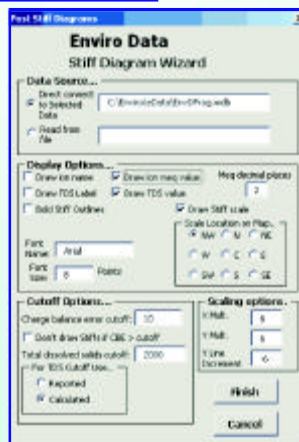 Post Stiff Diagrams
Enviro Data
Stiff Diagram Wizard
Data Source...
Direct connect to Selected Data
Read from file
Display Options...
Draw ion name
Draw ion meq value
Meq decimal places
2
Draw TDS Label
Draw TDS value
Bold Stiff Outlines
Draw Stiff scale
Scale Location on Map...
NW N NE
W C E
SW S SE
Font Name: Arial
Font Size: 8 Points
Cutoff Options...
Charge balance error cutoff: 10
Don't draw Stiffs if CBE > cutoff
Total dissolved solids cutoff: 2000
For TDS Cutoff Use...
Reported
Calculated
Scaling options.
X Mult.
Y Mult.
Y Line Increment
Finish
Cancel